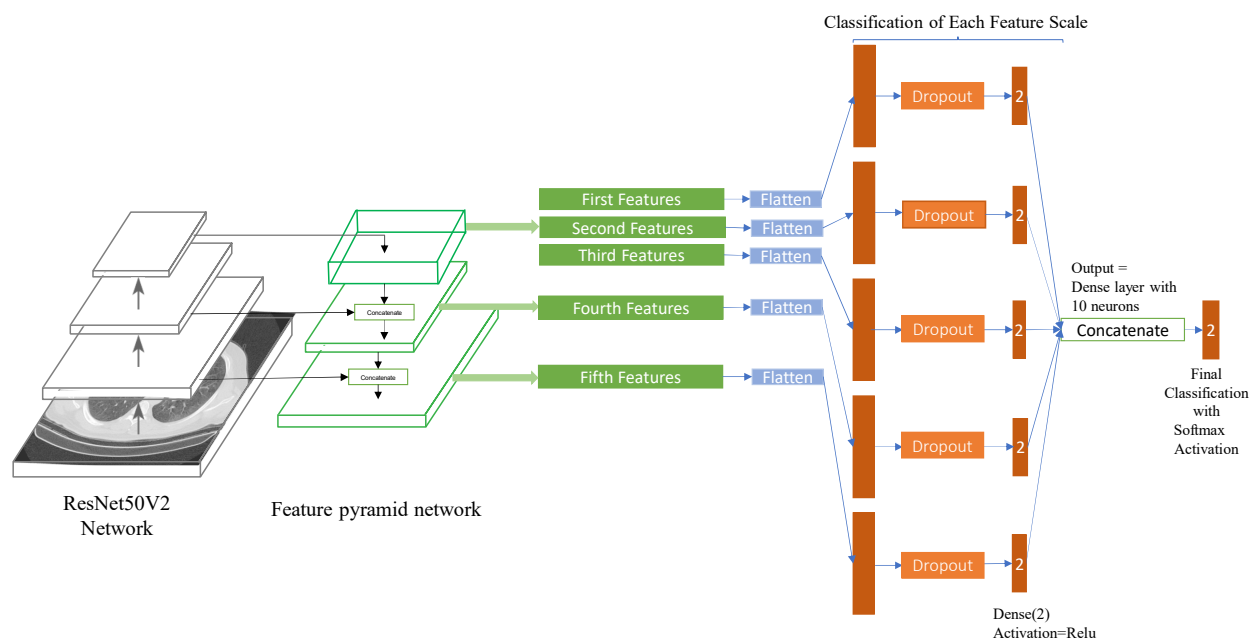 Classification of Each Feature Scale
Dropout
2
First Features
Flatten
Second Features
Flatten
Dropout
2
Third Features
Flatten
Output =
Dense layer with
10 neurons
Concatenate
Fourth Features
Flatten
Dropout
2
Concatenate
2
Concatenate
Fifth Features
Flatten
Final
Classification
with
Softmax
Activation
Dropout
2
ResNet50V2
Network
Feature pyramid network
Dropout
2
Dense(2)
Activation=Relu